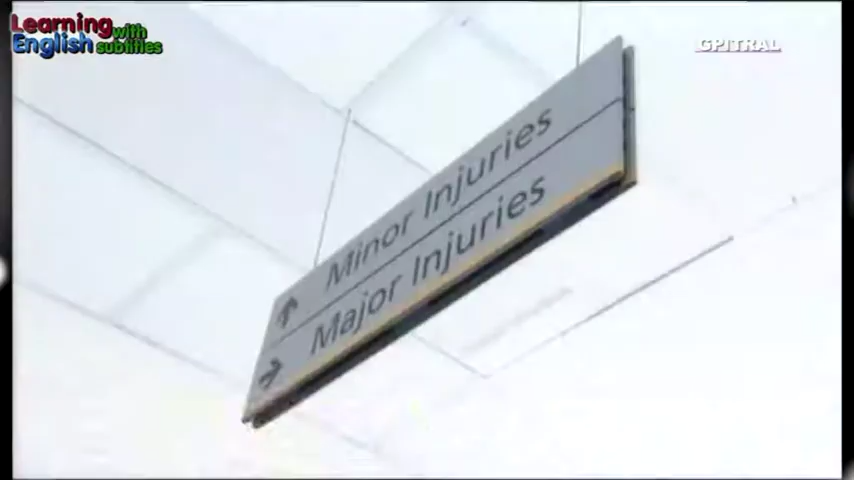 Learning with
English subtitles
GPITRAL
Minor Injuries
Major Injuries